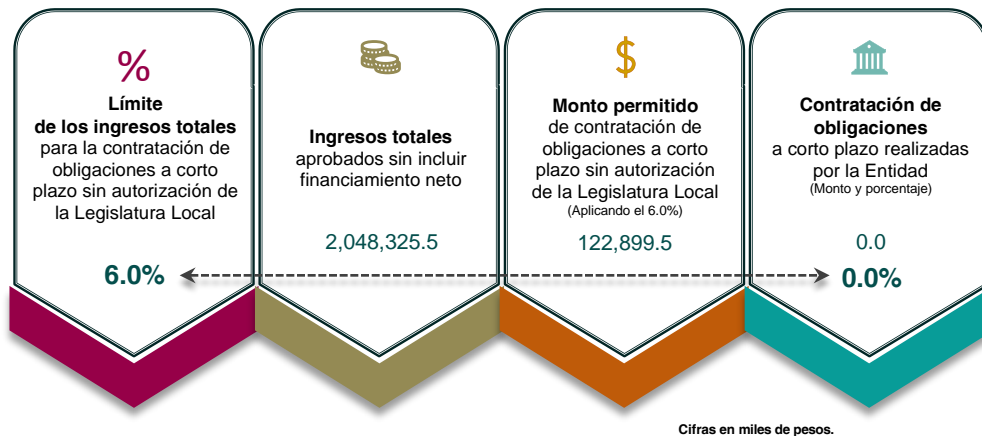 %
Límite
de los ingresos totales
para la contratación de
obligaciones a corto
plazo sin autorización de
la Legislatura Local
6.0%
Ingresos totales
aprobados sin incluir
financiamiento neto
2,048,325.5
$
Monto permitido
de contratación de
obligaciones a corto
plazo sin autorización
de la Legislatura Local
(Aplicando el 6.0%)
122,899.5
Contratación de
obligaciones
a corto plazo realizadas
por la Entidad
(Monto y porcentaje)
0.0
0.0%
Cifras en miles de pesos.